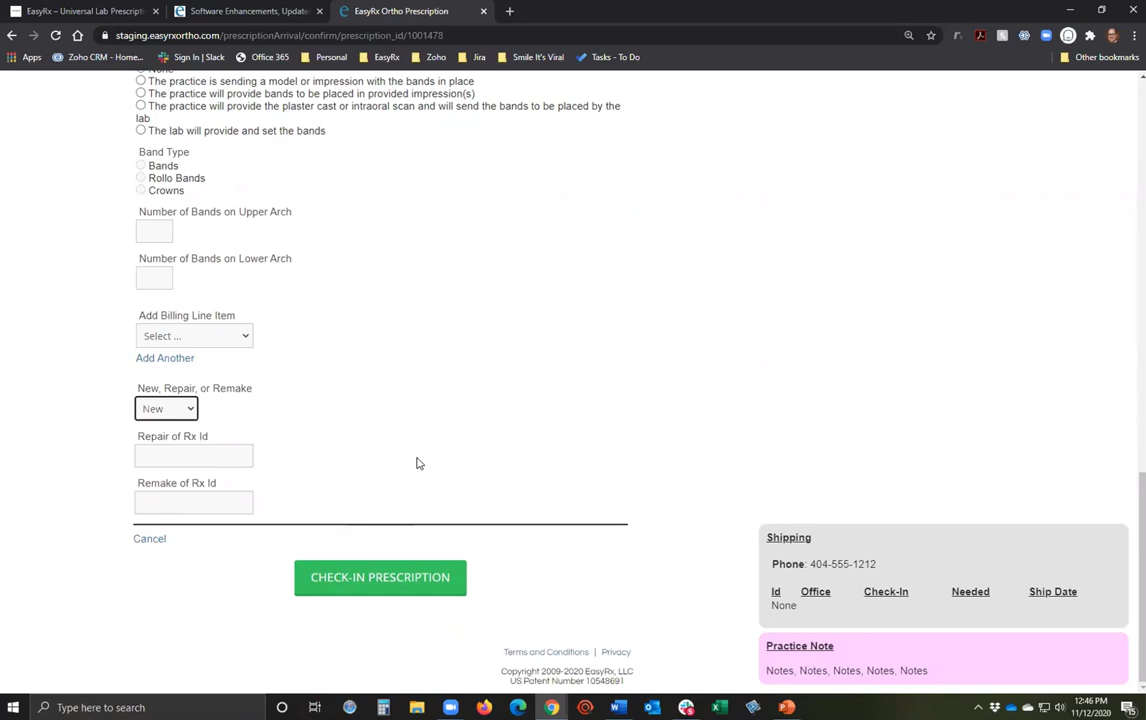 EasyRx – Universal Lab Prescripti
Software Enhancements, Update
EasyRx Ortho Prescription
staging.easyrxortho.com/prescriptionArrival/confirm/prescription_id/1001478
Apps
Zoho CRM - Home...
Sign In | Slack
Office 365
Personal
EasyRx
Zoho
Jira
Smile It's Viral
Tasks - To Do
Other bookmarks
None
The practice is sending a model or impression with the bands in place
The practice will provide bands to be placed in provided impression(s)
The practice will provide the plaster cast or intraoral scan and will send the bands to be placed by the
lab
The lab will provide and set the bands
Band Type
Bands
Rollo Bands
Crowns
Number of Bands on Upper Arch
Number of Bands on Lower Arch
Add Billing Line Item
Select ...
Add Another
New, Repair, or Remake
New
Repair of Rx Id
Remake of Rx Id
Cancel
CHECK-IN PRESCRIPTION
Shipping
Phone: 404-555-1212
Id Office Check-In Needed Ship Date
None
Practice Note
Notes, Notes, Notes, Notes, Notes
Terms and Conditions | Privacy
Copyright 2009-2020 EasyRx, LLC
US Patent Number 10548691
Type here to search
12:46 PM
11/12/2020